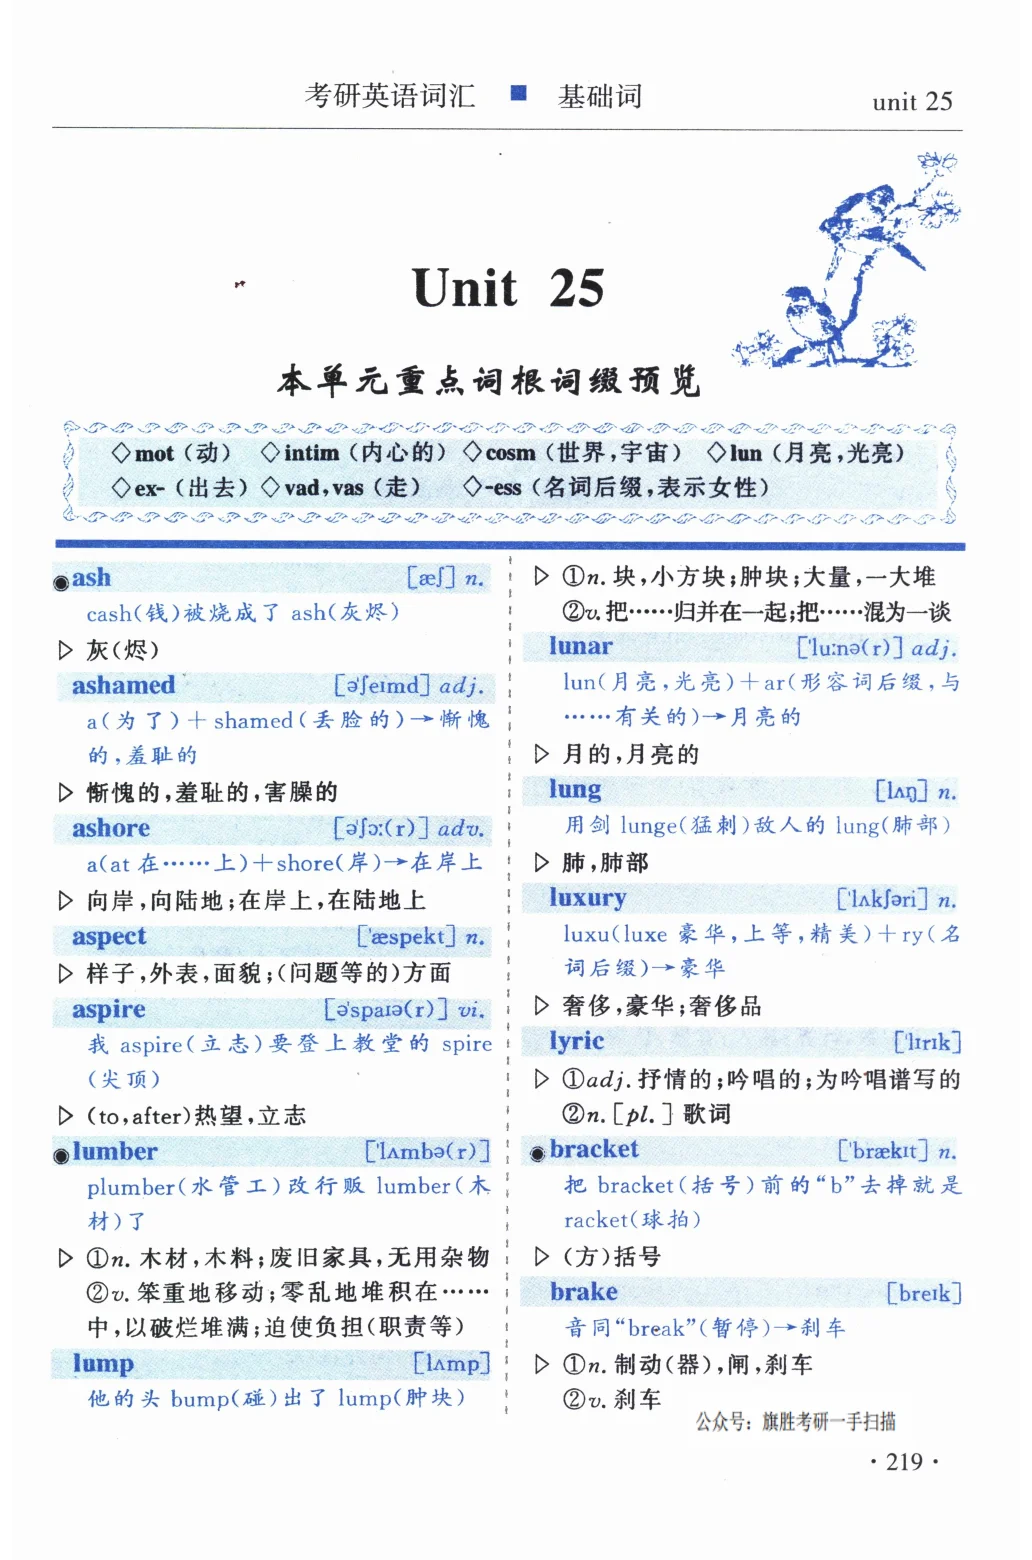 考研英语词汇 ■ 基础词 unit 25
Unit 25
本单元重点词根词缀预览
◇mot（动） ◇intim（内心的） ◇cosm（世界,宇宙） ◇lun（月亮,光亮）
◇ex-（出去）◇vad,vas（走） ◇-ess（名词后缀,表示女性）
◉ash [æʃ] n.
cash(钱)被烧成了 ash(灰烬)
▷ 灰(烬)
ashamed [ə'ʃeɪmd] adj.
a(为了)＋shamed(丢脸的)→惭愧
的,羞耻的
▷ 惭愧的,羞耻的,害臊的
ashore [ə'ʃɔː(r)] adv.
a(at 在……上)＋shore(岸)→在岸上
▷ 向岸,向陆地;在岸上,在陆地上
aspect ['æspekt] n.
▷ 样子,外表,面貌;(问题等的)方面
aspire [ə'spaɪə(r)] vi.
我 aspire(立志)要登上教堂的 spire
(尖顶)
▷ (to,after)热望,立志
◉lumber ['lʌmbə(r)]
plumber(水管工)改行贩 lumber(木
材)了
▷ ①n. 木材,木料;废旧家具,无用杂物
②v. 笨重地移动;零乱地堆积在……
中,以破烂堆满;迫使负担(职责等)
lump [lʌmp]
他的头 bump(碰)出了 lump(肿块)
▷ ①n. 块,小方块;肿块;大量,一大堆
②v. 把……归并在一起;把……混为一谈
lunar ['luːnə(r)] adj.
lun(月亮,光亮)＋ar(形容词后缀,与
……有关的)→月亮的
▷ 月的,月亮的
lung [lʌŋ] n.
用剑 lunge(猛刺)敌人的 lung(肺部)
▷ 肺,肺部
luxury ['lʌkʃəri] n.
luxu(luxe 豪华,上等,精美)＋ry(名
词后缀)→豪华
▷ 奢侈,豪华;奢侈品
lyric ['lɪrɪk]
▷ ①adj. 抒情的;吟唱的;为吟唱谱写的
②n. [pl.] 歌词
◉bracket ['brækɪt] n.
把 bracket(括号)前的“b”去掉就是
racket(球拍)
▷ (方)括号
brake [breɪk]
音同“break”(暂停)→刹车
▷ ①n. 制动(器),闸,刹车
②v. 刹车
公众号：旗胜考研一手扫描
· 219 ·